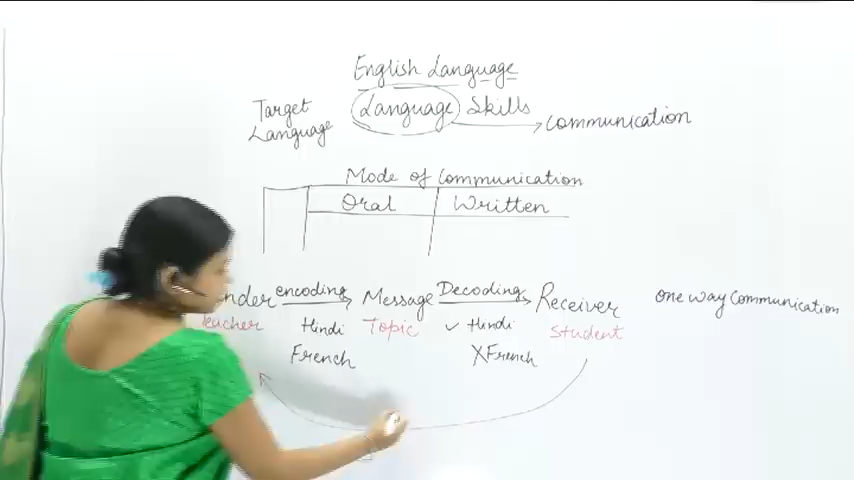 English Language
Target Language Skills Communication
Language
Mode of Communication
Oral Written
encoding Message Decoding Receiver one way Communication
Teacher Hindi Topic ✓ Hindi Student
French X French